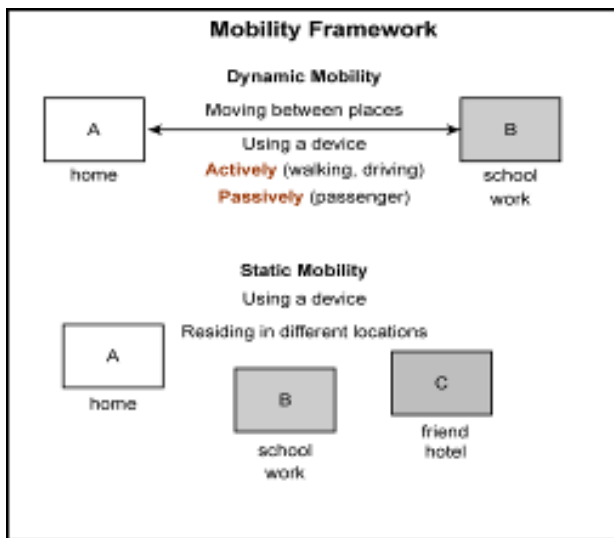 Mobility Framework
Dynamic Mobility
Moving between places
A
B
Using a device
home
Actively (walking, driving)
school
Passively (passenger)
work
Static Mobility
Using a device
Residing in different locations
A
home
B
C
school
work
friend
hotel